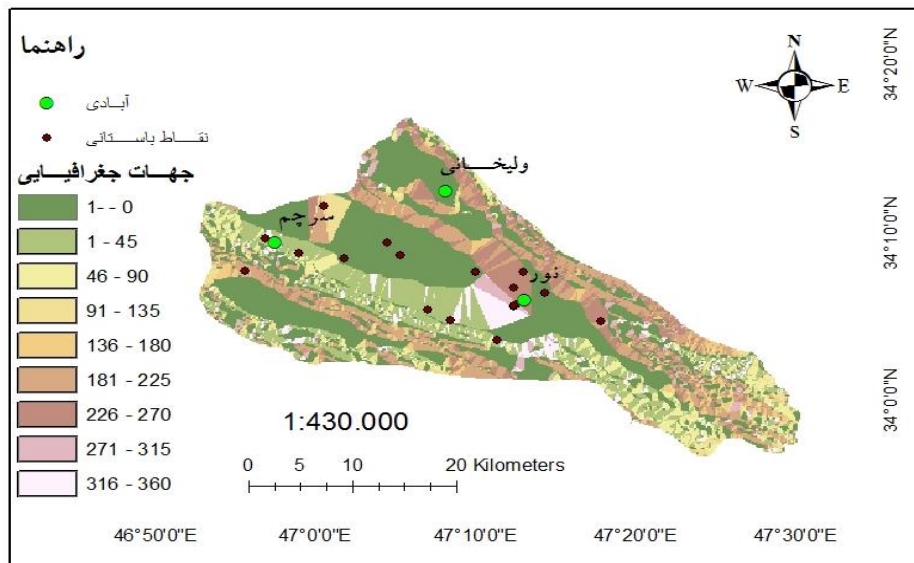 راهنما
آبادی
نقاط باستانی
جهات جغرافیایی
1- - 0
1 - 45
46 - 90
91 - 135
136 - 180
181 - 225
226 - 270
271 - 315
316 - 360
N
W E
S
ولیخانی
سرچم
نور
1:430.000
0 5 10 20 Kilometers
46°50'0"E 47°0'0"E 47°10'0"E 47°20'0"E 47°30'0"E
34°20'0"N
34°10'0"N
34°0'0"N